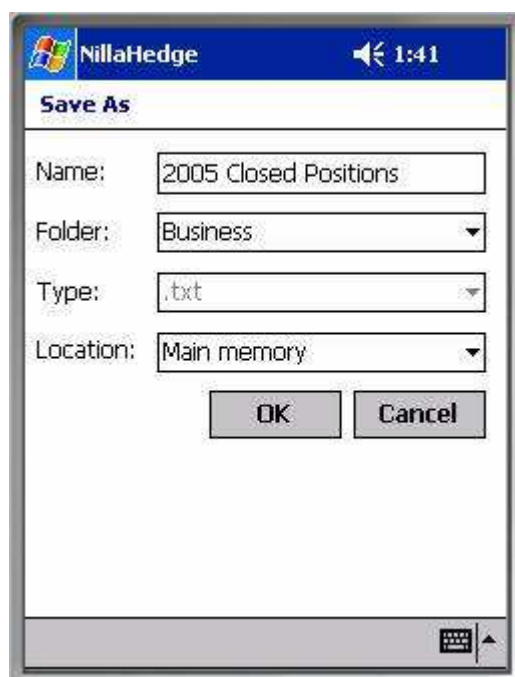 NillaHedge 1:41
Save As
Name: 2005 Closed Positions
Folder: Business
Type: .txt
Location: Main memory
OK Cancel